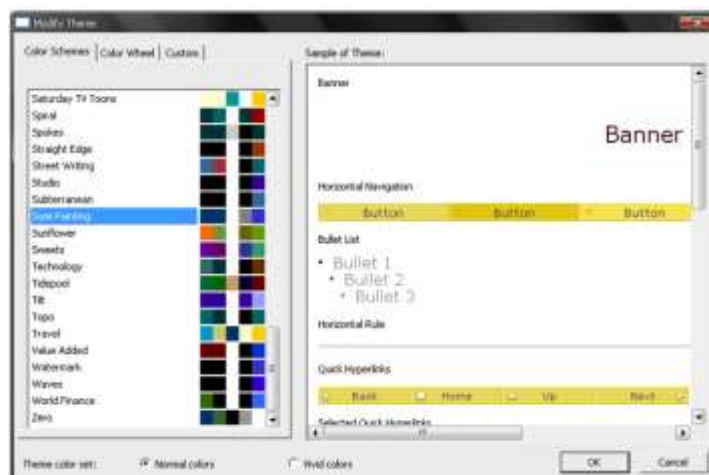 Modify Theme
Color Schemes
Color Wheel
Custom
Saturday TV Toons
Spiral
Spokes
Straight Edge
Street Writing
Studio
Subterranean
Sumi Painting
Sunflower
Sweets
Technology
Tidepool
Tilt
Topo
Travel
Value Added
Watermark
Waves
World Finance
Zero
Sample of Theme:
Banner
Banner
Horizontal Navigation
Button Button Button
Bullet List
• Bullet 1
• Bullet 2
• Bullet 3
Horizontal Rule
Quick Hyperlinks
Back Home Up Next
Selected Quick Hyperlinks
Theme color set: Normal colors Vivid colors
OK Cancel